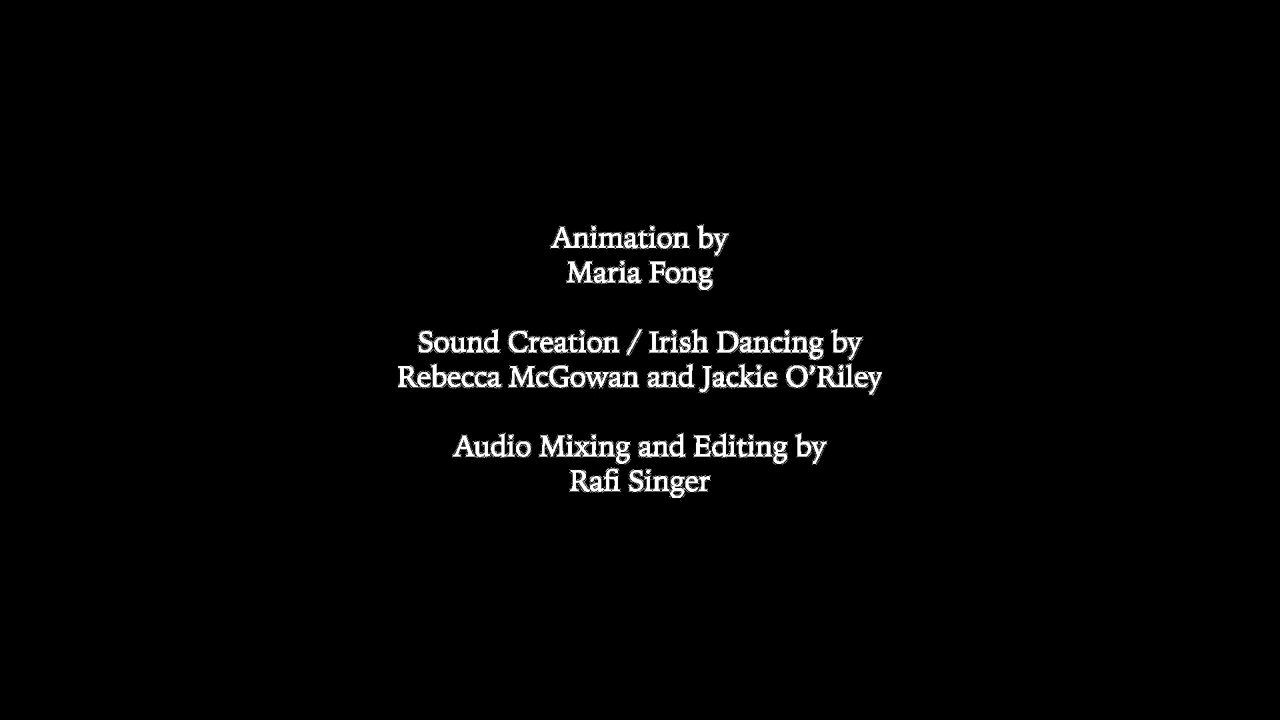 Animation by
Maria Fong
Sound Creation / Irish Dancing by
Rebecca McGowan and Jackie O’Riley
Audio Mixing and Editing by
Rafi Singer